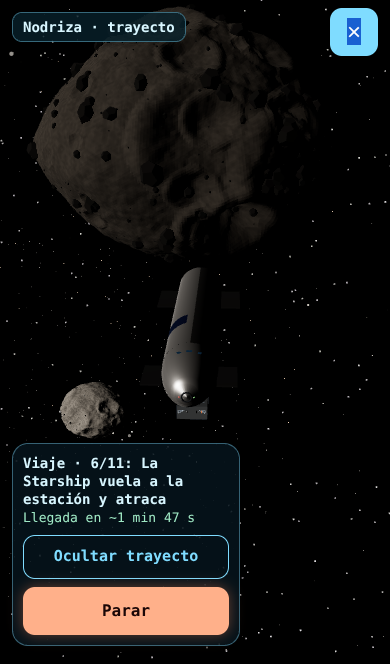 Nodriza · trayecto
×
Viaje · 6/11: La
Starship vuela a la
estación y atraca
Llegada en ~1 min 47 s
Ocultar trayecto
Parar